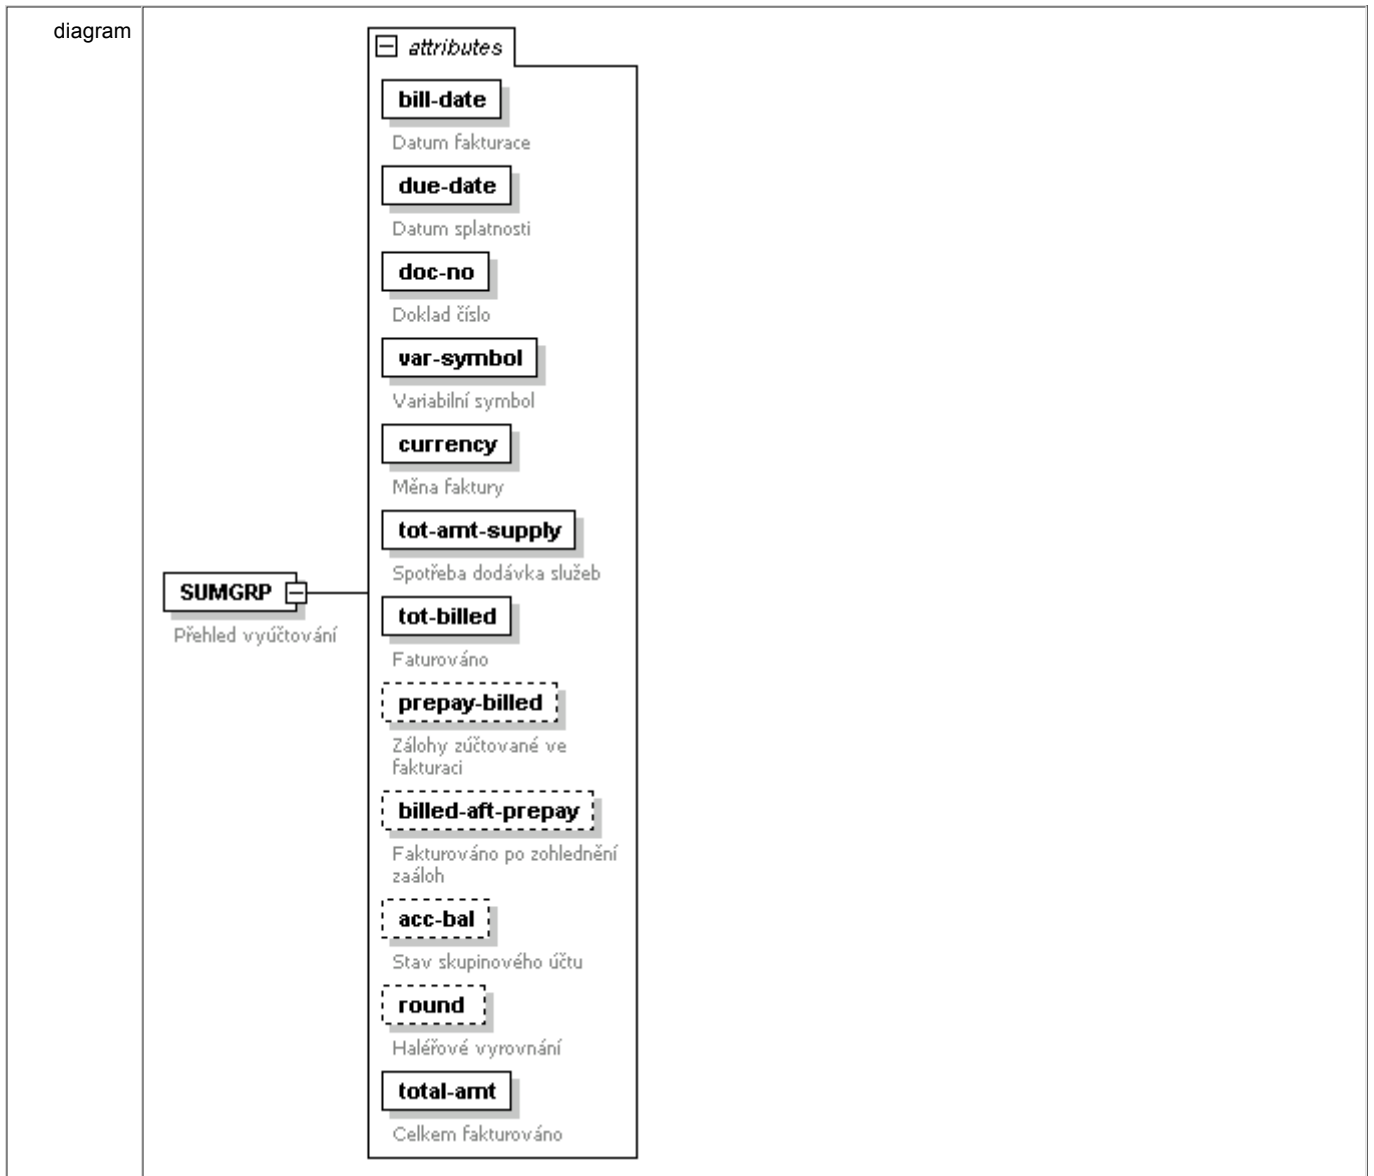 diagram
attributes
bill-date
Datum fakturace
due-date
Datum splatnosti
doc-no
Doklad číslo
var-symbol
Variabilní symbol
currency
Měna faktury
tot-amt-supply
Spotřeba dodávka služeb
SUMGRP
Přehled vyúčtování
tot-billed
Faturováno
prepay-billed
Zálohy zúčtované ve
fakturaci
billed-aft-prepay
Fakturováno po zohlednění
zaáloh
acc-bal
Stav skupinového účtu
round
Haléřové vyrovnání
total-amt
Celkem fakturováno